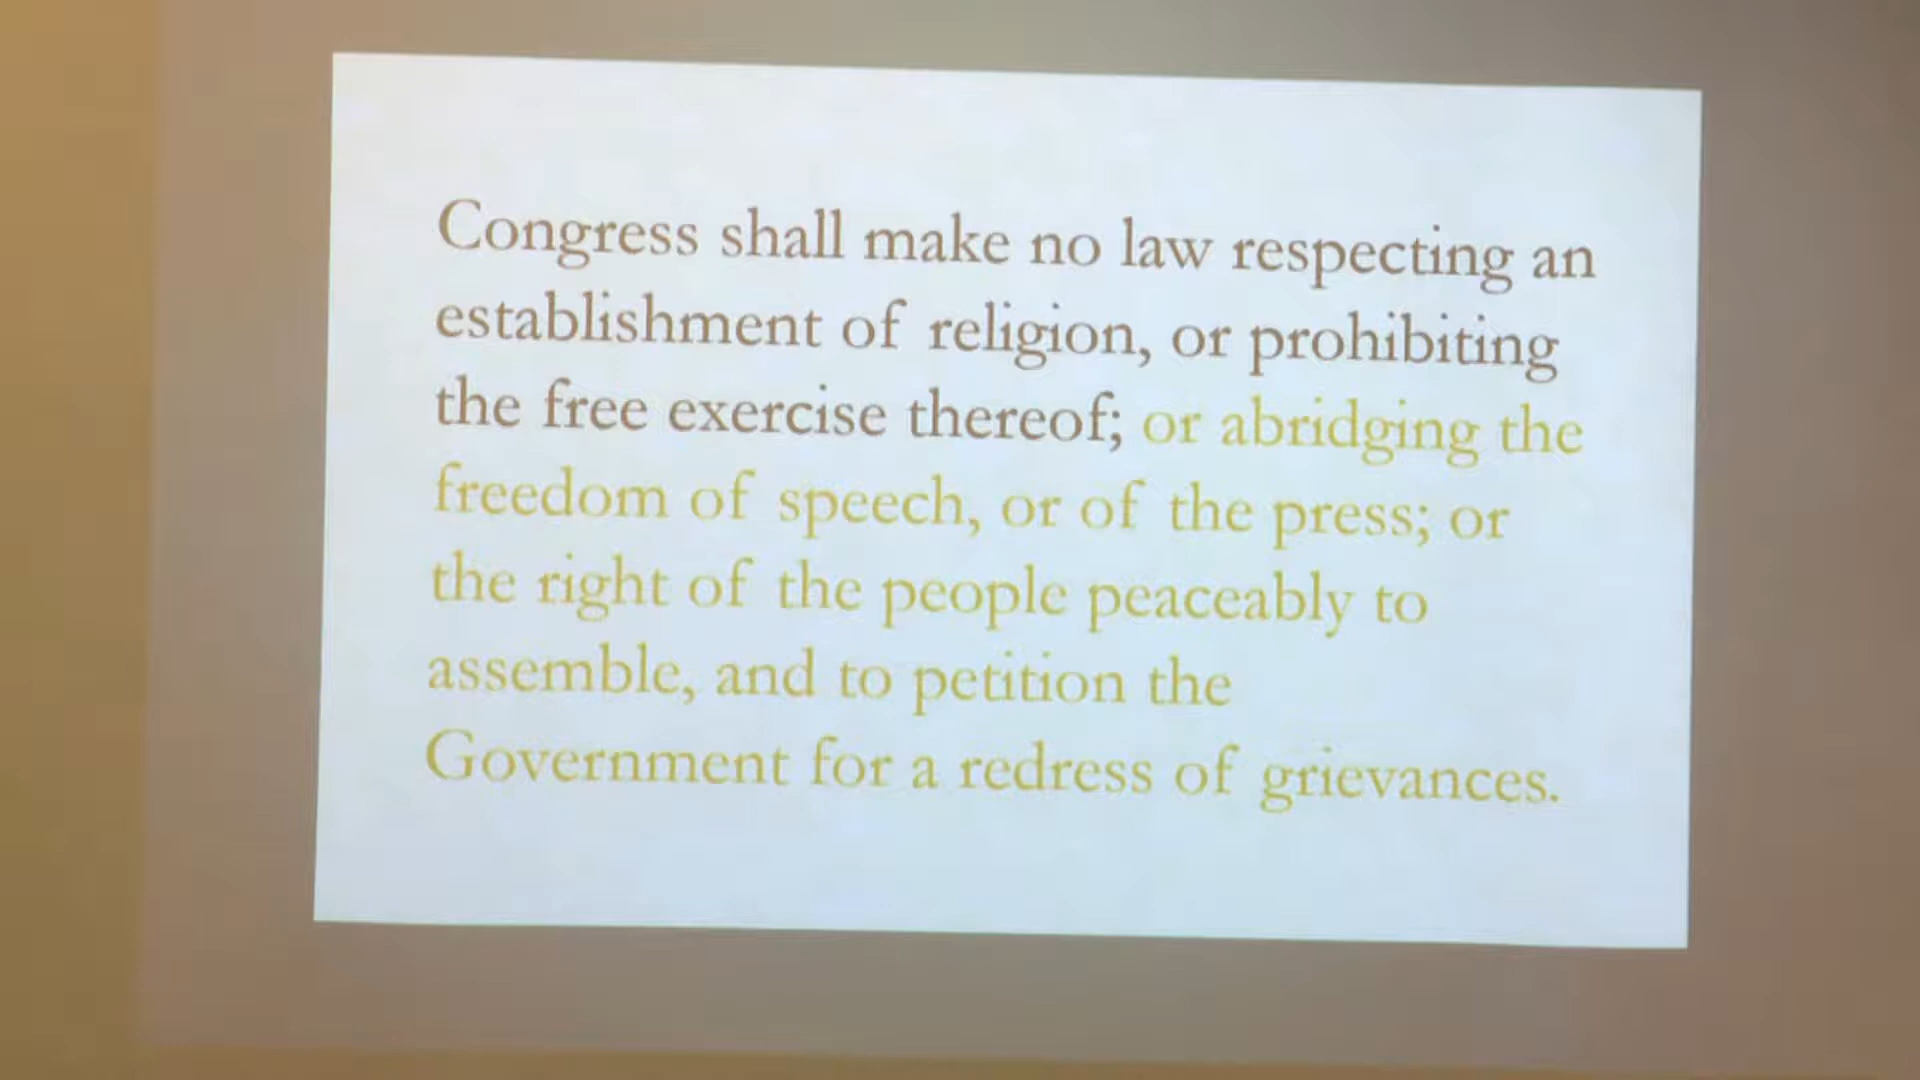 Congress shall make no law respecting an
establishment of religion, or prohibiting
the free exercise thereof; or abridging the
freedom of speech, or of the press; or
the right of the people peaceably to
assemble, and to petition the
Government for a redress of grievances.